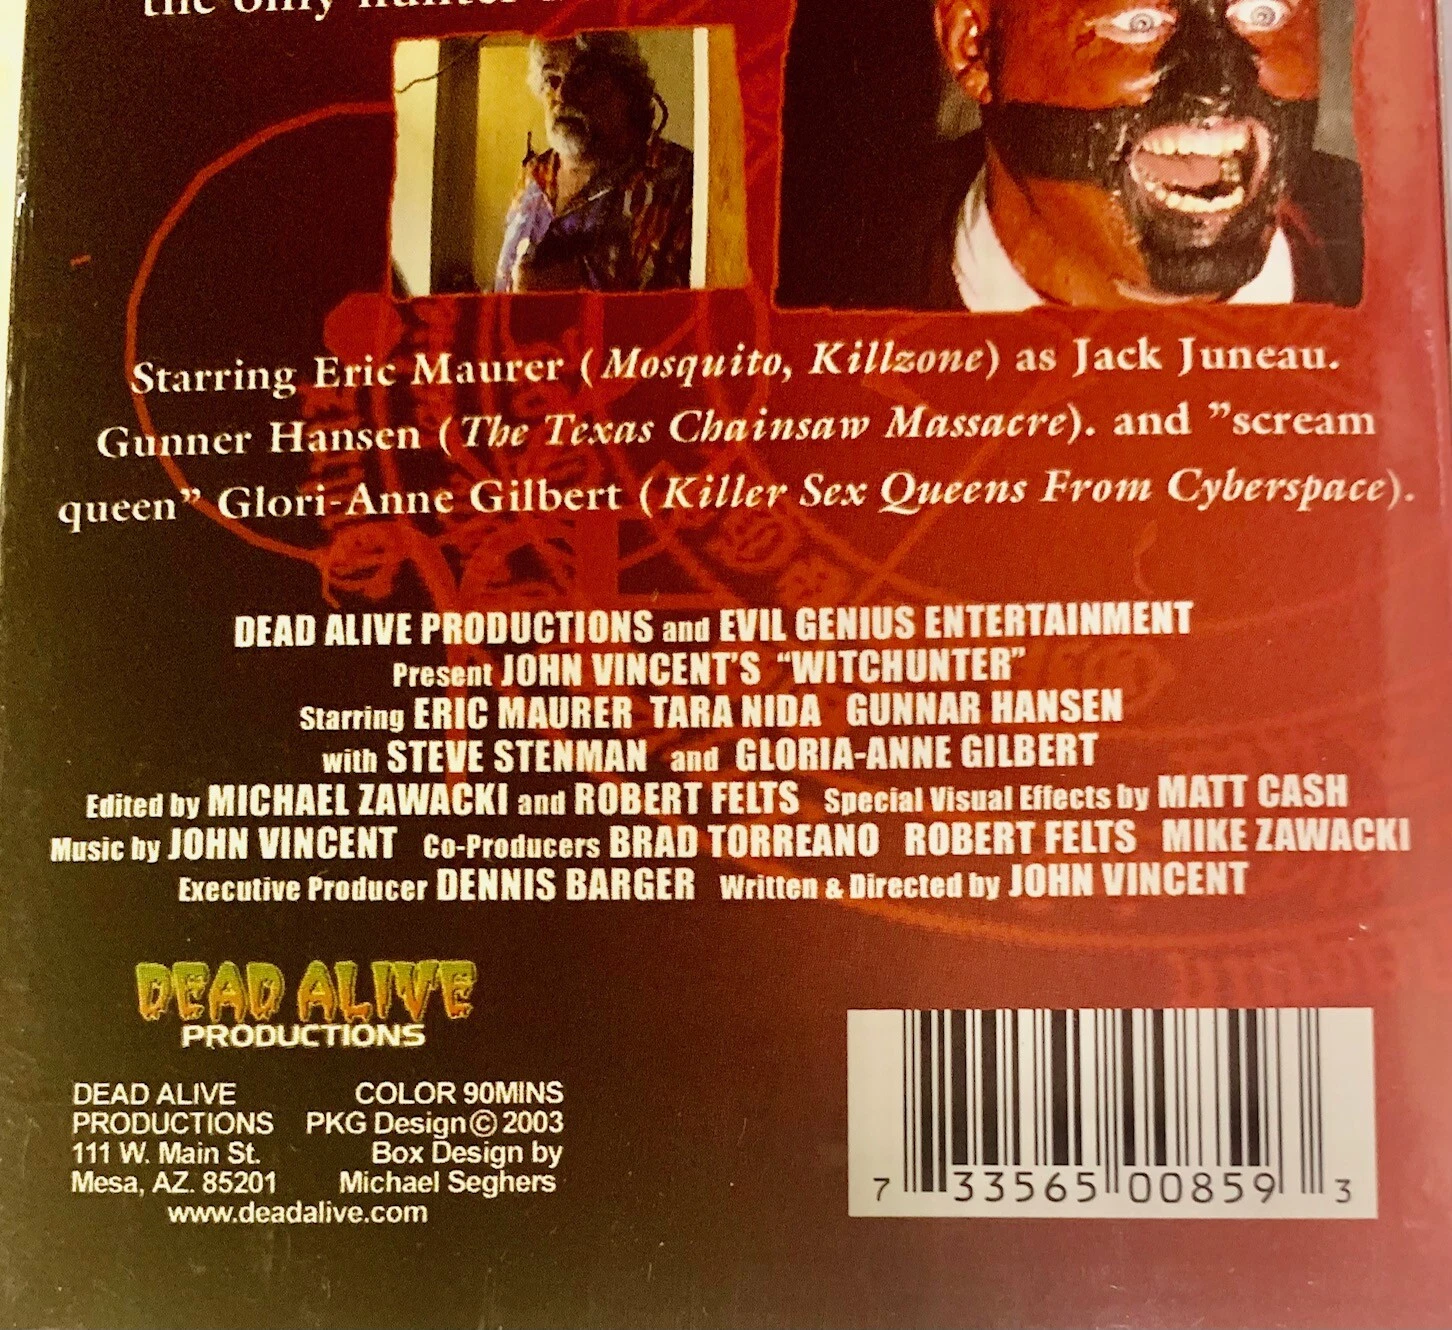 the only hunter
Starring Eric Maurer (Mosquito, Killzone) as Jack Juneau.
Gunner Hansen (The Texas Chainsaw Massacre). and ”scream
queen” Glori-Anne Gilbert (Killer Sex Queens From Cyberspace).
DEAD ALIVE PRODUCTIONS and EVIL GENIUS ENTERTAINMENT
Present JOHN VINCENT'S “WITCHUNTER”
Starring ERIC MAURER TARA NIDA GUNNAR HANSEN
with STEVE STENMAN and GLORIA-ANNE GILBERT
Edited by MICHAEL ZAWACKI and ROBERT FELTS Special Visual Effects by MATT CASH
Music by JOHN VINCENT Co-Producers BRAD TORREANO ROBERT FELTS MIKE ZAWACKI
Executive Producer DENNIS BARGER Written & Directed by JOHN VINCENT
DEAD ALIVE
PRODUCTIONS
DEAD ALIVE COLOR 90MINS
PRODUCTIONS PKG Design © 2003
111 W. Main St. Box Design by
Mesa, AZ. 85201 Michael Seghers
www.deadalive.com
7 33565 00859 3